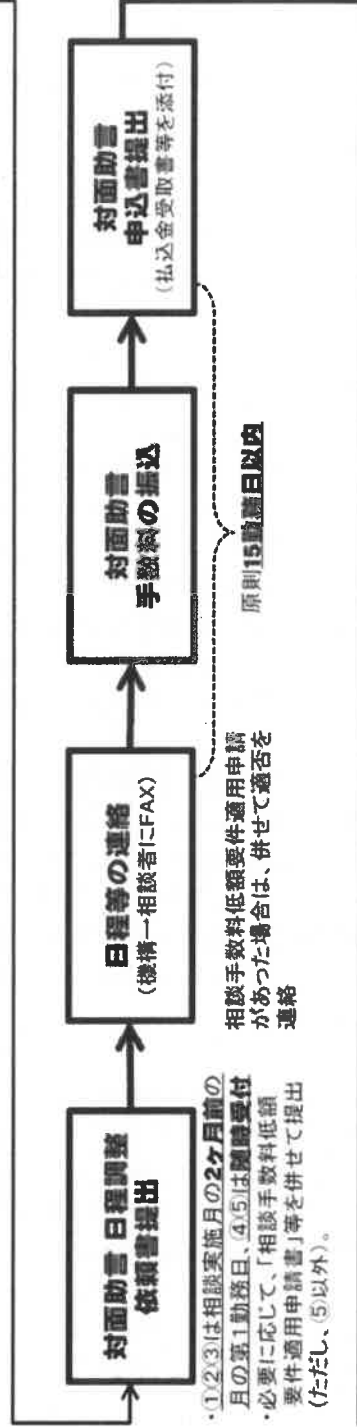 対面助言 日程調整
依頼書提出
・①②③は相談実施月の2ヶ月前の
月の第1勤務日、④⑤は随時受付
・必要に応じて、「相談手数料低額
要件適用申請書」等を併せて提出
(ただし、⑤以外)。
日程等の連絡
(機構→相談者にFAX)
相談手数料低額要件適用申請
があった場合は、併せて適否を
連絡
対面助言
手数料の振込
原則15勤務日以内
対面助言
申込書提出
(払込金受取書等を添付)